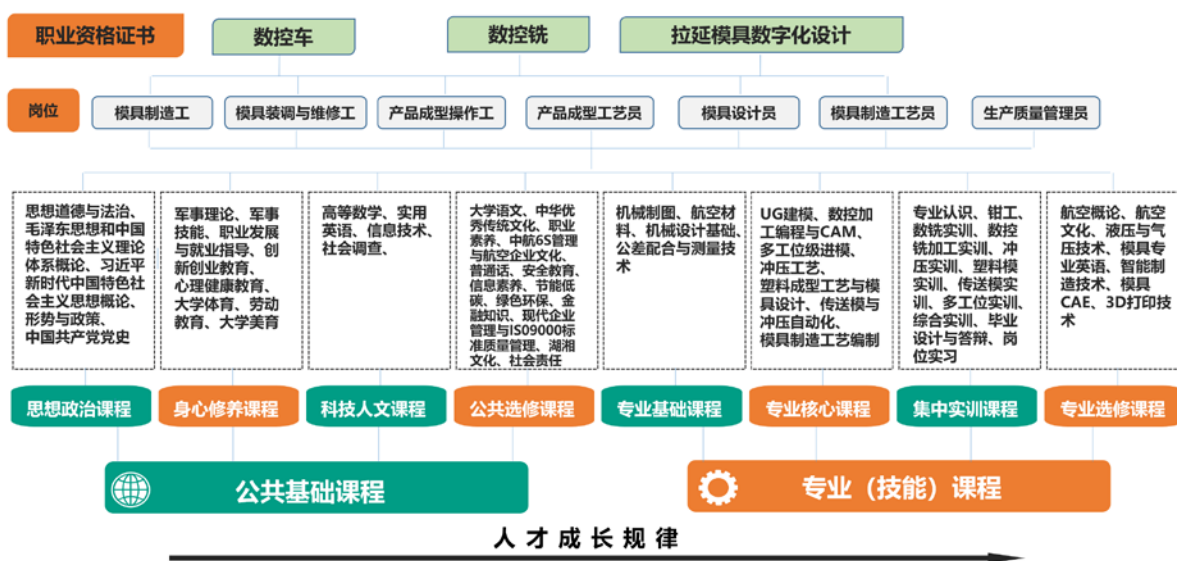 职业资格证书
数控车
数控铣
拉延模具数字化设计
岗位
模具制造工
模具装调与维修工
产品成型操作工
产品成型工艺员
模具设计员
模具制造工艺员
生产质量管理员
思想道德与法治、
毛泽东思想和中国
特色社会主义理论
体系概论、习近平
新时代中国特色社
会主义思想概论、
形势与政策、
中国共产党党史
军事理论、军事
技能、职业发展
与就业指导、创
新创业教育、
心理健康教育、
大学体育、劳动
教育、大学美育
高等数学、实用
英语、信息技术、
社会调查、
大学语文、中华优
秀传统文化、职业
素养、中航6S管理
与航空企业文化、
普通话、安全教育、
信息素养、节能低
碳、绿色环保、金
融知识、现代企业
管理与IS09000标
准质量管理、湖湘
文化、社会责任
机械制图、航空材
料、机械设计基础、
公差配合与测量技
术
UG建模、数控加
工编程与CAM、
多工位级进模、
冲压工艺、
塑料成型工艺与模
具设计、传送模与
冲压自动化、
模具制造工艺编制
专业认识、钳工、
数铣实训、数控
铣加工实训、冲
压实训、塑料模
实训、传送模实
训、多工位实训、
综合实训、毕业
设计与答辩、岗
位实习
航空概论、航空
文化、液压与气
压技术、模具专
业英语、智能制
造技术、模具
CAE、3D打印技
术
思想政治课程
身心修养课程
科技人文课程
公共选修课程
专业基础课程
专业核心课程
集中实训课程
专业选修课程
公共基础课程
专业（技能）课程
人才成长规律